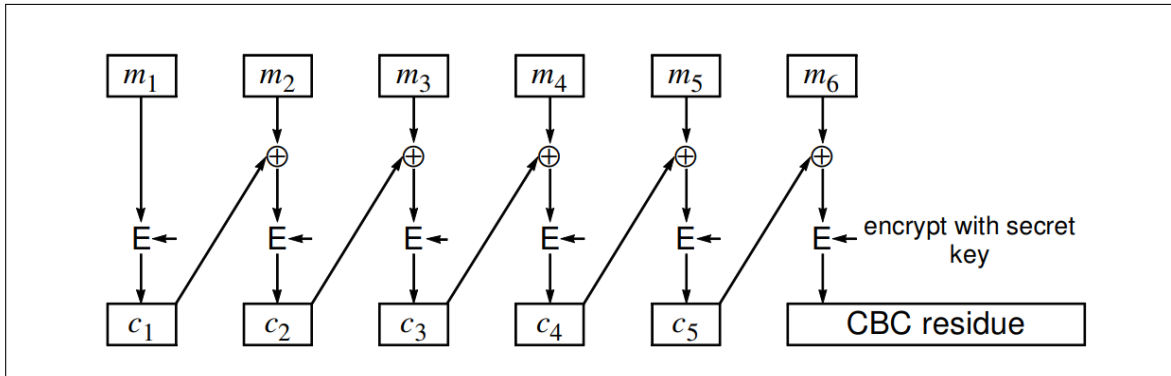 m₁ m₂ m₃ m₄ m₅ m₆
⊕ ⊕ ⊕ ⊕ ⊕
E E E E E E encrypt with secret
key
c₁ c₂ c₃ c₄ c₅ CBC residue